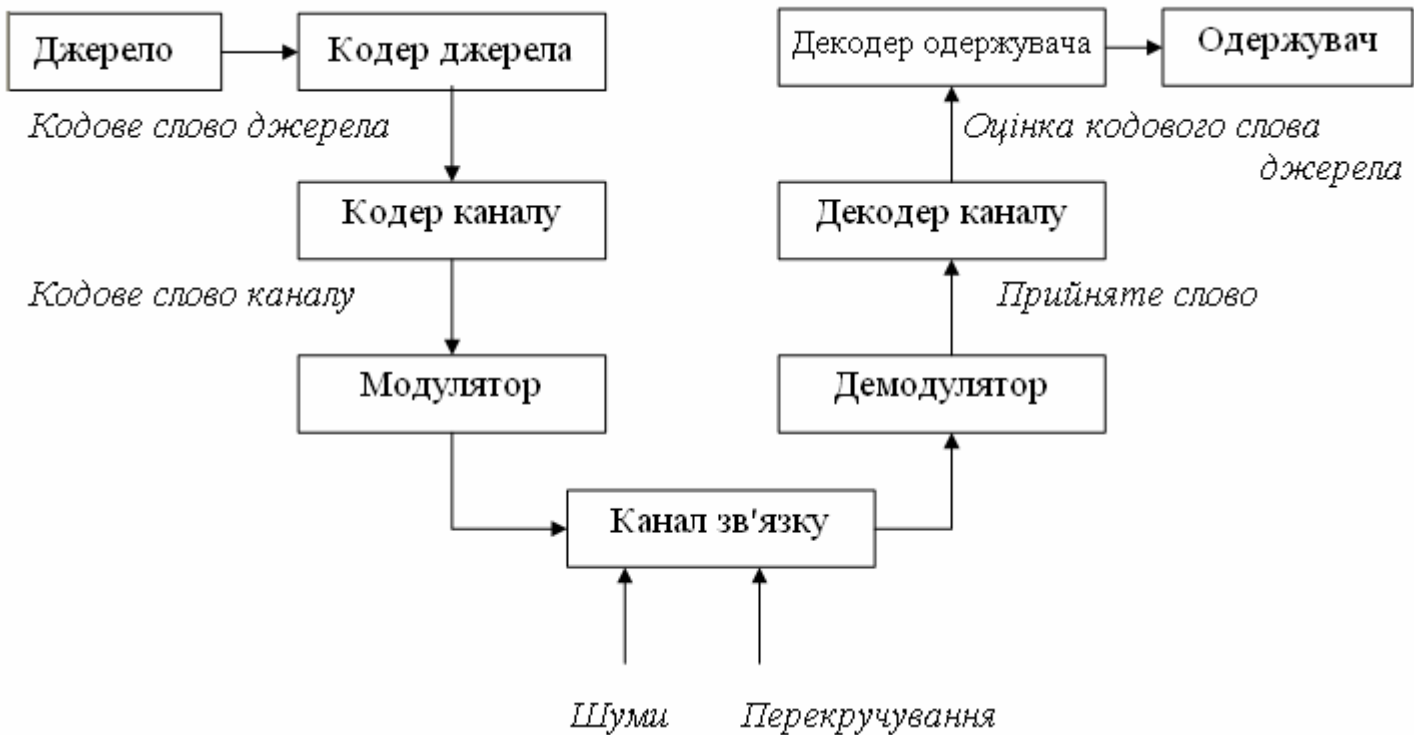 Джерело
Кодер джерела
Декодер одержувача
Одержувач
Кодове слово джерела
Оцінка кодового слова
джерела
Кодер каналу
Декодер каналу
Кодове слово каналу
Прийняте слово
Модулятор
Демодулятор
Канал зв'язку
Шуми
Перекручування